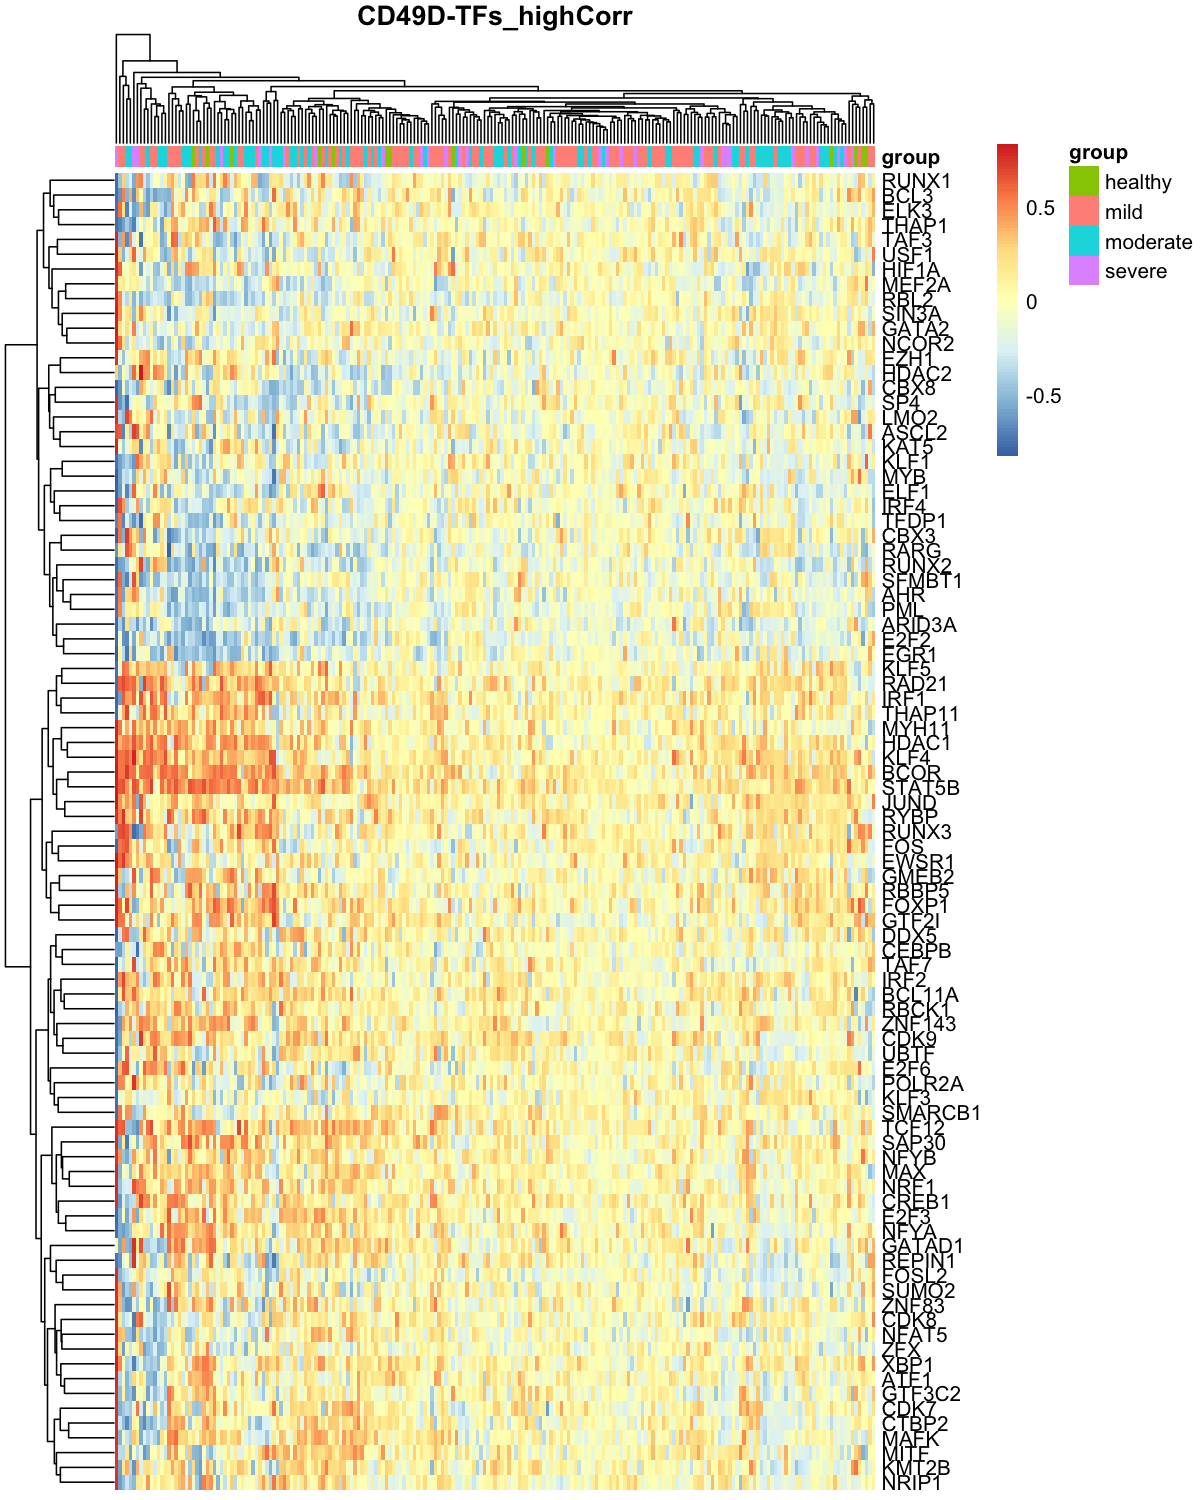 CD49D-TFs_highCorr
group
RUNX1
BCL3
ELK3
THAP1
TAF3
USF1
HIF1A
MEF2A
RBL2
SIN3A
GATA2
NCOR2
EZH1
HDAC2
CBX8
SP4
LMO2
ASCL2
KAT5
KLF1
MYB
ELF1
IRF4
TFDP1
CBX3
RARG
RUNX2
SFMBT1
AHR
PML
ARID3A
E2F2
EGR1
KLF5
RAD21
IRF1
THAP11
MYH11
HDAC1
KLF4
BCOR
STAT5B
JUND
RYBP
RUNX3
FOS
EWSR1
GMEB2
RBBP5
FOXP1
GTF2I
DDX5
CEBPB
TAF7
IRF2
BCL11A
RBCK1
ZNF143
CDK9
UBTF
E2F6
POLR2A
KLF3
SMARCB1
TCF12
SAP30
NFYB
MAX
NRF1
CREB1
E2F3
NFYA
GATAD1
REPIN1
FOSL2
SUMO2
ZNF83
CDK8
NFAT5
ZFX
XBP1
ATF1
GTF3C2
CDK7
CTBP2
MAFK
MITF
KMT2B
NRIP1
0.5
0
-0.5
group
healthy
mild
moderate
severe